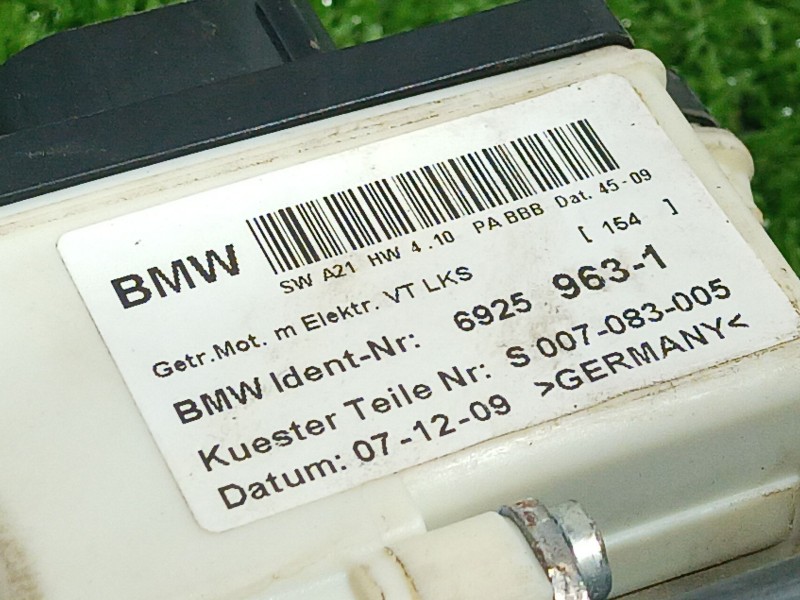 BMW
SW A21 HW 4.10 PA BBB Dat. 45-09
[ 154 ]
Getr.Mot. m Elektr. VT LKS
BMW Ident-Nr: 6925 963-1
Kuester Teile Nr: S 007-083-005
Datum: 07-12-09 >GERMANY<